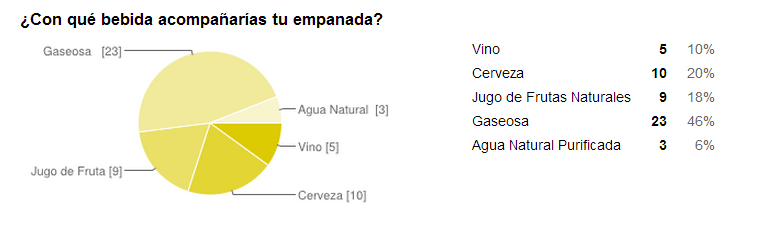 ¿Con qué bebida acompañarías tu empanada?
Gaseosa [23]
Agua Natural [3]
Vino [5]
Jugo de Fruta [9]
Cerveza [10]
Vino 5 10%
Cerveza 10 20%
Jugo de Frutas Naturales 9 18%
Gaseosa 23 46%
Agua Natural Purificada 3 6%